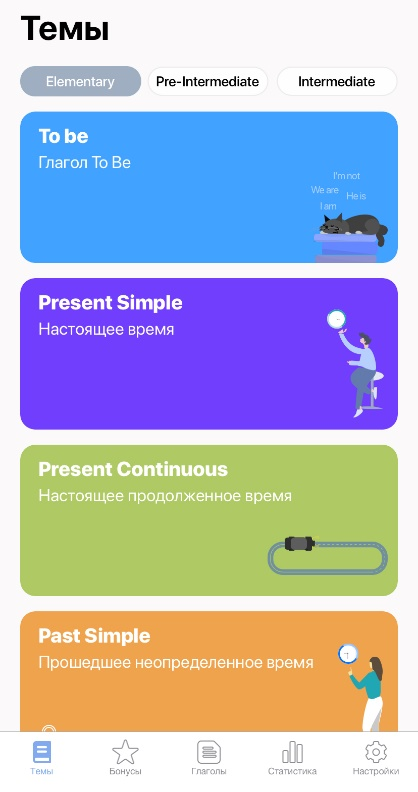 Темы
Elementary
Pre-Intermediate
Intermediate
To be
Глагол To Be
I'm not
We are
He is
I am
Present Simple
Настоящее время
Present Continuous
Настоящее продолженное время
Past Simple
Прошедшее неопределенное время
Темы
Бонусы
Глаголы
Статистика
Настройки